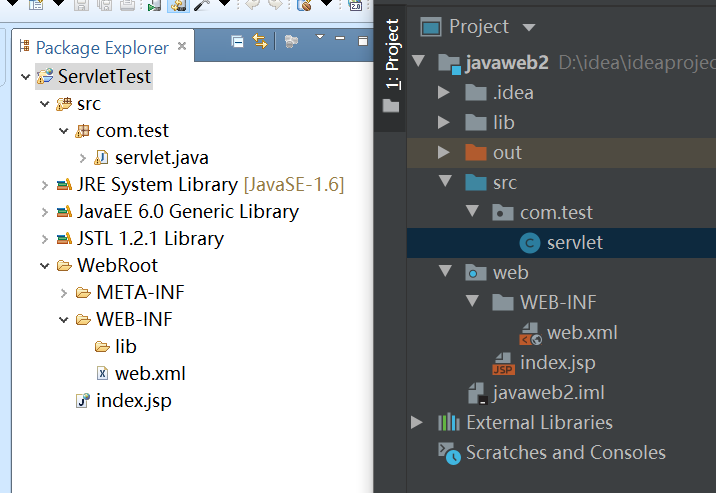 2.0
Package Explorer
ServletTest
src
com.test
servlet.java
JRE System Library [JavaSE-1.6]
JavaEE 6.0 Generic Library
JSTL 1.2.1 Library
WebRoot
META-INF
WEB-INF
lib
web.xml
index.jsp
1: Project
Project
javaweb2 D:\idea\ideaprojec
.idea
lib
out
src
com.test
C servlet
web
WEB-INF
web.xml
JSP index.jsp
javaweb2.iml
External Libraries
Scratches and Consoles